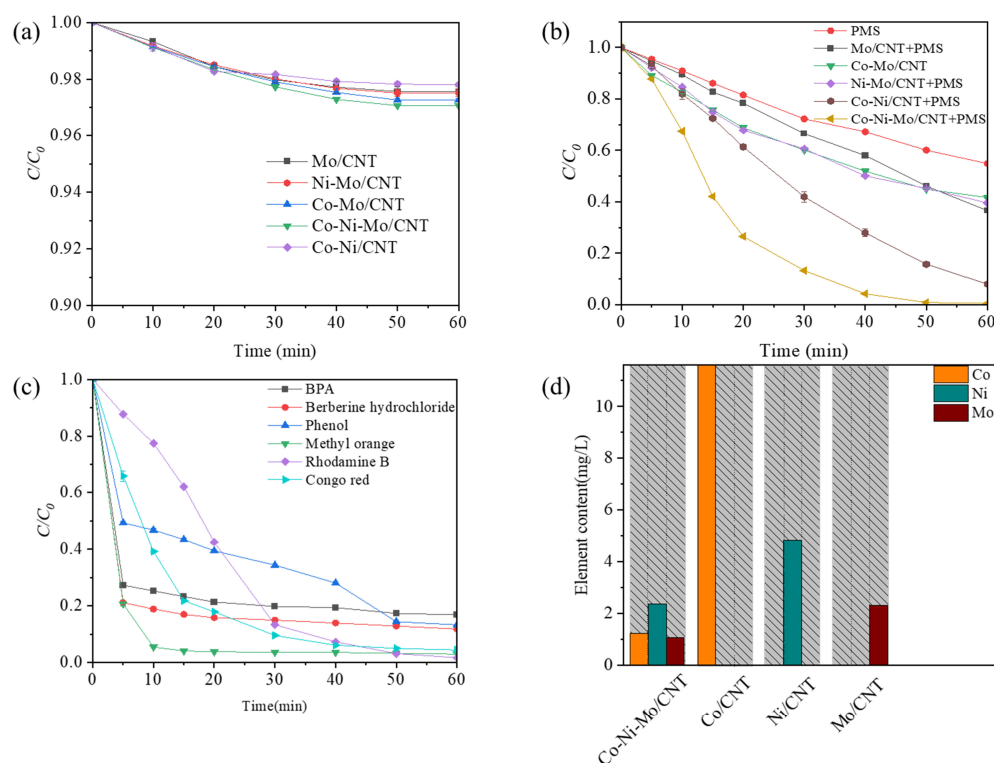 (a)
1.00
0.98
0.96
0.94
0.92
0.90
C/C0
Mo/CNT
Ni-Mo/CNT
Co-Mo/CNT
Co-Ni-Mo/CNT
Co-Ni/CNT
0 10 20 30 40 50 60
Time (min)
(b)
1.0
0.8
0.6
0.4
0.2
0.0
C/C0
PMS
Mo/CNT+PMS
Co-Mo/CNT
Ni-Mo/CNT+PMS
Co-Ni/CNT+PMS
Co-Ni-Mo/CNT+PMS
0 10 20 30 40 50 60
Time (min)
(c)
1.0
0.8
0.6
0.4
0.2
0.0
C/C0
BPA
Berberine hydrochloride
Phenol
Methyl orange
Rhodamine B
Congo red
0 10 20 30 40 50 60
Time(min)
(d)
10
8
6
4
2
0
Element content(mg/L)
Co
Ni
Mo
Co-Ni-Mo/CNT
Co/CNT
Ni/CNT
Mo/CNT